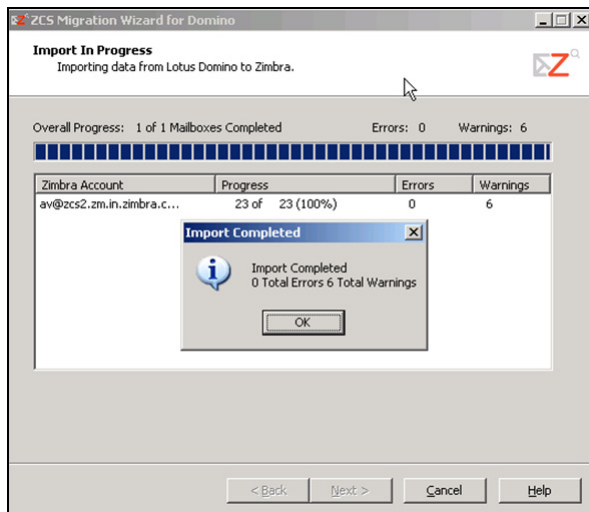 ZCS Migration Wizard for Domino
Import In Progress
Importing data from Lotus Domino to Zimbra.
Overall Progress: 1 of 1 Mailboxes Completed Errors: 0 Warnings: 6
Zimbra Account Progress Errors Warnings
av@zcs2.zm.in.zimbra.c... 23 of 23 (100%) 0 6
Import Completed
Import Completed
0 Total Errors 6 Total Warnings
OK
< Back Next > Cancel Help